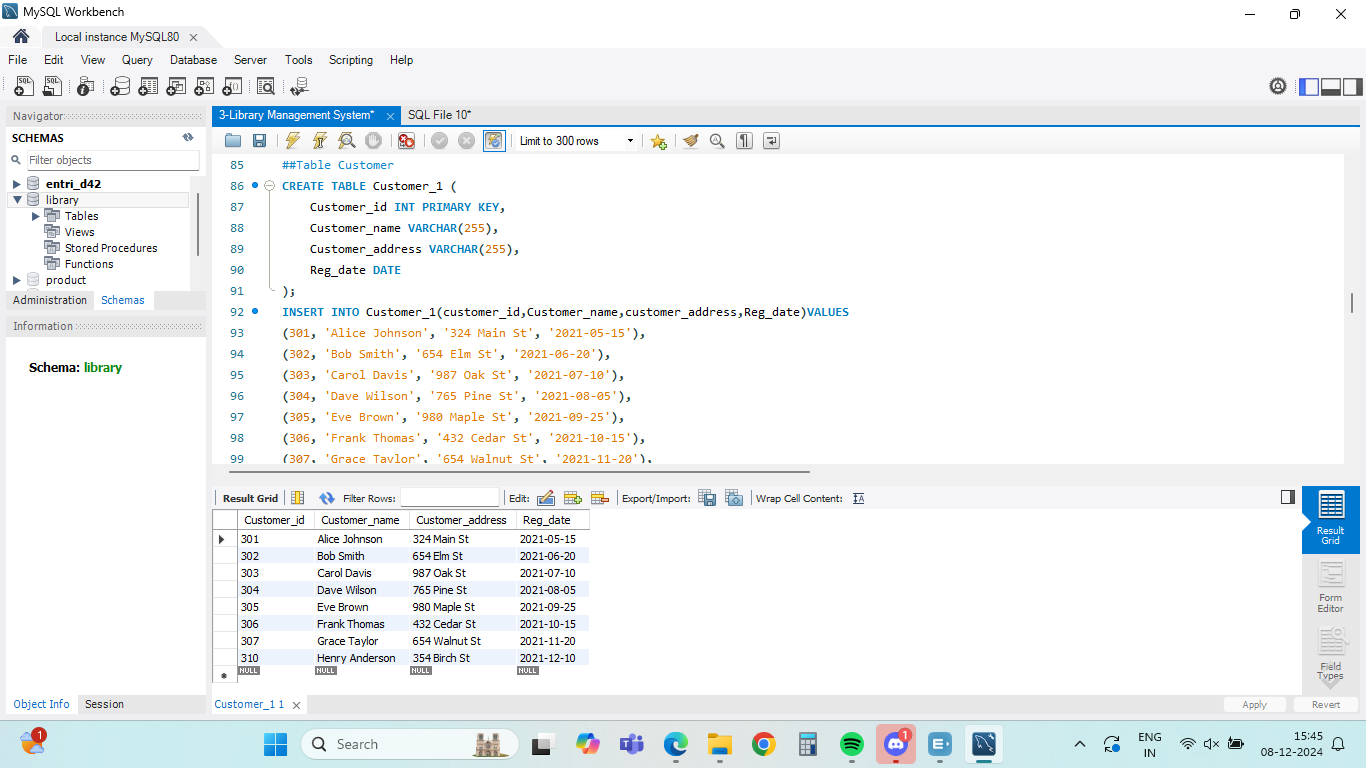 MySQL Workbench
Local instance MySQL80
File Edit View Query Database Server Tools Scripting Help
Navigator
SCHEMAS
Filter objects
entri_d42
library
Tables
Views
Stored Procedures
Functions
product
Administration Schemas
Information
Schema: library
Object Info Session
3-Library Management System* SQL File 10*
Limit to 300 rows
85 ##Table Customer
86 CREATE TABLE Customer_1 (
87 Customer_id INT PRIMARY KEY,
88 Customer_name VARCHAR(255),
89 Customer_address VARCHAR(255),
90 Reg_date DATE
91 );
92 INSERT INTO Customer_1(customer_id,Customer_name,customer_address,Reg_date)VALUES
93 (301, 'Alice Johnson', '324 Main St', '2021-05-15'),
94 (302, 'Bob Smith', '654 Elm St', '2021-06-20'),
95 (303, 'Carol Davis', '987 Oak St', '2021-07-10'),
96 (304, 'Dave Wilson', '765 Pine St', '2021-08-05'),
97 (305, 'Eve Brown', '980 Maple St', '2021-09-25'),
98 (306, 'Frank Thomas', '432 Cedar St', '2021-10-15'),
99 (307, 'Grace Taylor', '654 Walnut St', '2021-11-20'),
Result Grid Filter Rows: Edit: Export/Import: Wrap Cell Content:
Customer_id Customer_name Customer_address Reg_date
301 Alice Johnson 324 Main St 2021-05-15
302 Bob Smith 654 Elm St 2021-06-20
303 Carol Davis 987 Oak St 2021-07-10
304 Dave Wilson 765 Pine St 2021-08-05
305 Eve Brown 980 Maple St 2021-09-25
306 Frank Thomas 432 Cedar St 2021-10-15
307 Grace Taylor 654 Walnut St 2021-11-20
310 Henry Anderson 354 Birch St 2021-12-10
NULL NULL NULL NULL
Result
Grid
Form
Editor
Field
Types
Customer_1 1
Apply Revert
1
Search
1
ENG
IN
15:45
08-12-2024